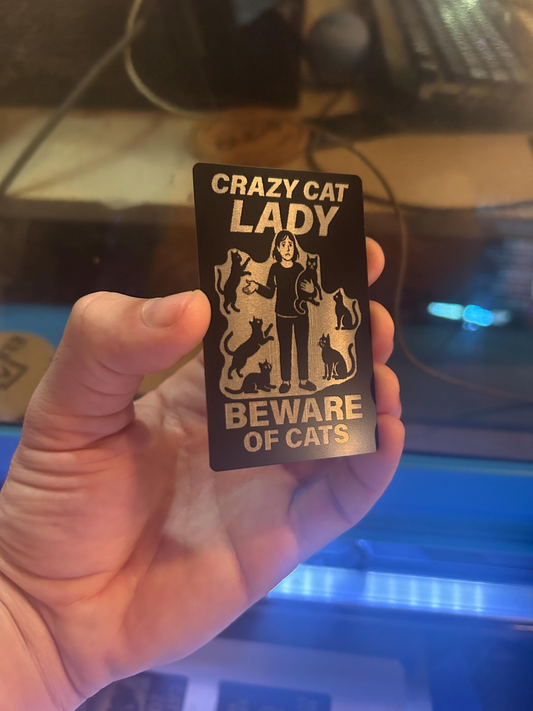 CRAZY CAT
LADY
BEWARE
OF CATS